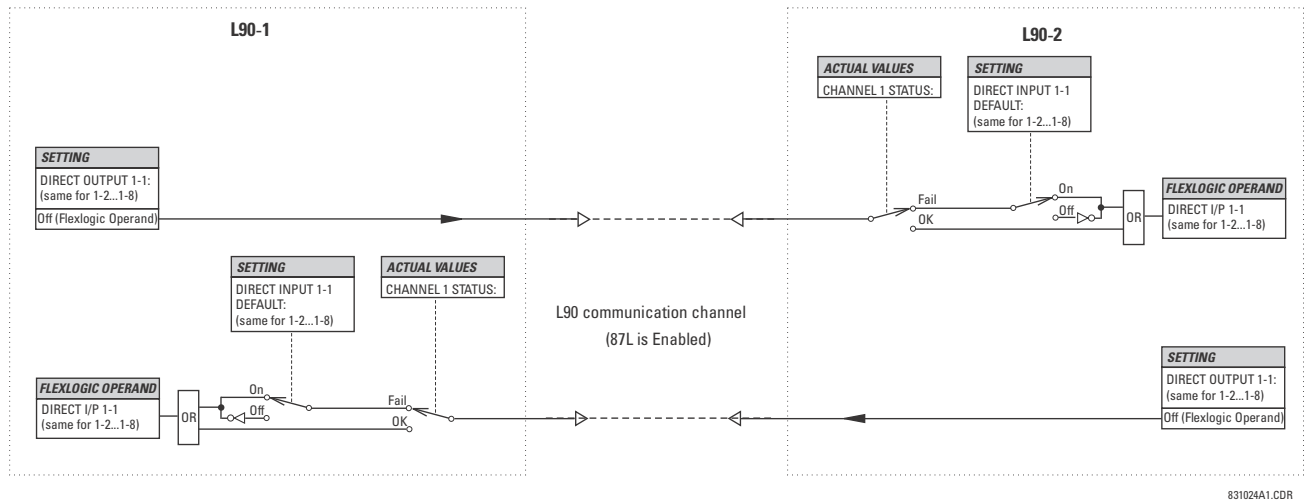 L90-1
L90-2
ACTUAL VALUES
CHANNEL 1 STATUS:
SETTING
DIRECT INPUT 1-1
DEFAULT:
(same for 1-2...1-8)
SETTING
DIRECT OUTPUT 1-1:
(same for 1-2...1-8)
Off (Flexlogic Operand)
Fail
OK
On
Off
OR
FLEXLOGIC OPERAND
DIRECT I/P 1-1
(same for 1-2...1-8)
SETTING
DIRECT INPUT 1-1
DEFAULT:
(same for 1-2...1-8)
ACTUAL VALUES
CHANNEL 1 STATUS:
L90 communication channel
(87L is Enabled)
FLEXLOGIC OPERAND
DIRECT I/P 1-1
(same for 1-2...1-8)
OR
On
Off
Fail
OK
SETTING
DIRECT OUTPUT 1-1:
(same for 1-2...1-8)
Off (Flexlogic Operand)
831024A1.CDR